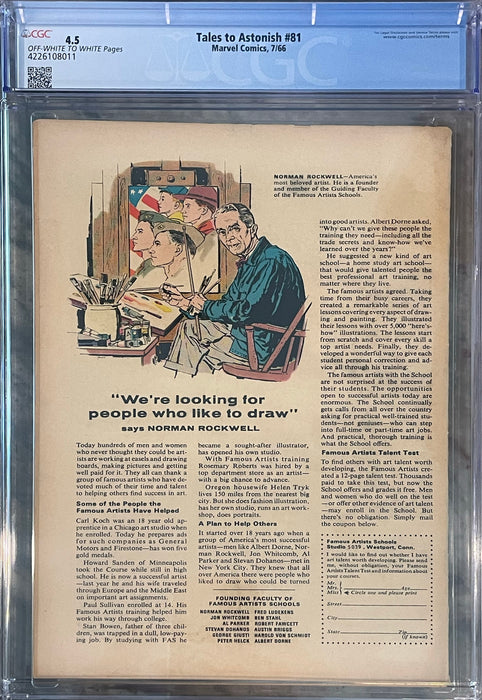 CGC
4.5
OFF-WHITE TO WHITE Pages
4226108011
Tales to Astonish #81
Marvel Comics, 7/66
www.cgccomics.com/terms
NORMAN ROCKWELL—America's
most beloved artist. He is a founder
and member of the Guiding Faculty
of the Famous Artists Schools.
"We're looking for
people who like to draw"
says NORMAN ROCKWELL
Today hundreds of men and women
who never thought they could be art-
ists are working at easels and drawing
boards, making pictures and getting
well paid for it. They all can thank a
group of famous artists who have de-
voted much of their time and talent
to helping others find success in art.
Some of the People the
Famous Artists Have Helped
Carl Koch was an 18 year old ap-
prentice in a Chicago art studio when
he enrolled. Today he prepares ads
for such companies as General
Motors and Firestone—has won five
gold medals.
Howard Sanden of Minneapolis
took the Course while still in high
school. He is now a successful artist
—last year he and his wife traveled
through Europe and the Middle East
on important art assignments.
Paul Sullivan enrolled at 14. His
Famous Artists training helped him
work his way through college.
Stan Bowen, father of three chil-
dren, was trapped in a dull, low-pay-
ing job. By studying with FAS he
became a sought-after illustrator,
has opened his own studio.
With Famous Artists training
Rosemary Roberts was hired by a
top department store as an artist—
with a big chance to advance.
Oregon housewife Helen Tryk
lives 150 miles from the nearest big
city. But she does fashion illustration,
has her own studio, runs an art work-
shop, does portraits.
A Plan to Help Others
It started over 18 years ago when a
group of America's most successful
artists—men like Albert Dorne, Nor-
man Rockwell, Jon Whitcomb, Al
Parker and Stevan Dohanos—met in
New York City. They knew that all
over America there were people who
liked to draw who could be turned
FOUNDING FACULTY OF
FAMOUS ARTISTS SCHOOLS
NORMAN ROCKWELL FRED LUDEKENS
JON WHITCOMB BEN STAHL
AL PARKER ROBERT FAWCETT
STEVAN DOHANOS AUSTIN BRIGGS
GEORGE GIUSTI HAROLD VON SCHMIDT
PETER HELCK ALBERT DORNE
into good artists. Albert Dorne asked,
"Why can't we give these people the
training they need—including all the
trade secrets and know-how we've
learned over the years?"
He suggested a new kind of art
school—a home study art school—
that would give talented people the
best professional art training, no
matter where they live.
The famous artists agreed. Taking
time from their busy careers, they
created a remarkable series of art
lessons covering every aspect of draw-
ing and painting. They illustrated
their lessons with over 5,000 "here's-
how" illustrations. The lessons start
from scratch and cover every skill a
top artist needs. Finally, they de-
veloped a wonderful way to give each
student personal correction and ad-
vice all through his training.
The famous artists with the School
are not surprised at the success of
their students. The opportunities
open to successful artists today are
enormous. The School continually
gets calls from all over the country
asking for practical well-trained stu-
dents—not geniuses—who can step
into full-time or part-time art jobs.
And practical, thorough training is
what the School offers.
Famous Artists Talent Test
To find others with art talent worth
developing, the Famous Artists cre-
ated a 12-page talent test. Thousands
paid to take this test, but now the
School offers and grades it free. Men
and women who do well on the test
—or offer other evidence of art talent
—may enroll in the School. But
there's no obligation. Simply mail
the coupon below.
Famous Artists Schools
Studio 5039, Westport, Conn.
I would like to find out whether I have
art talent worth developing. Please send
me, without obligation, your Famous
Artists Talent Test and information about
your courses.
Mr.
Mrs.
Miss Circle one and please print
Street
City
State Zip
(if known)